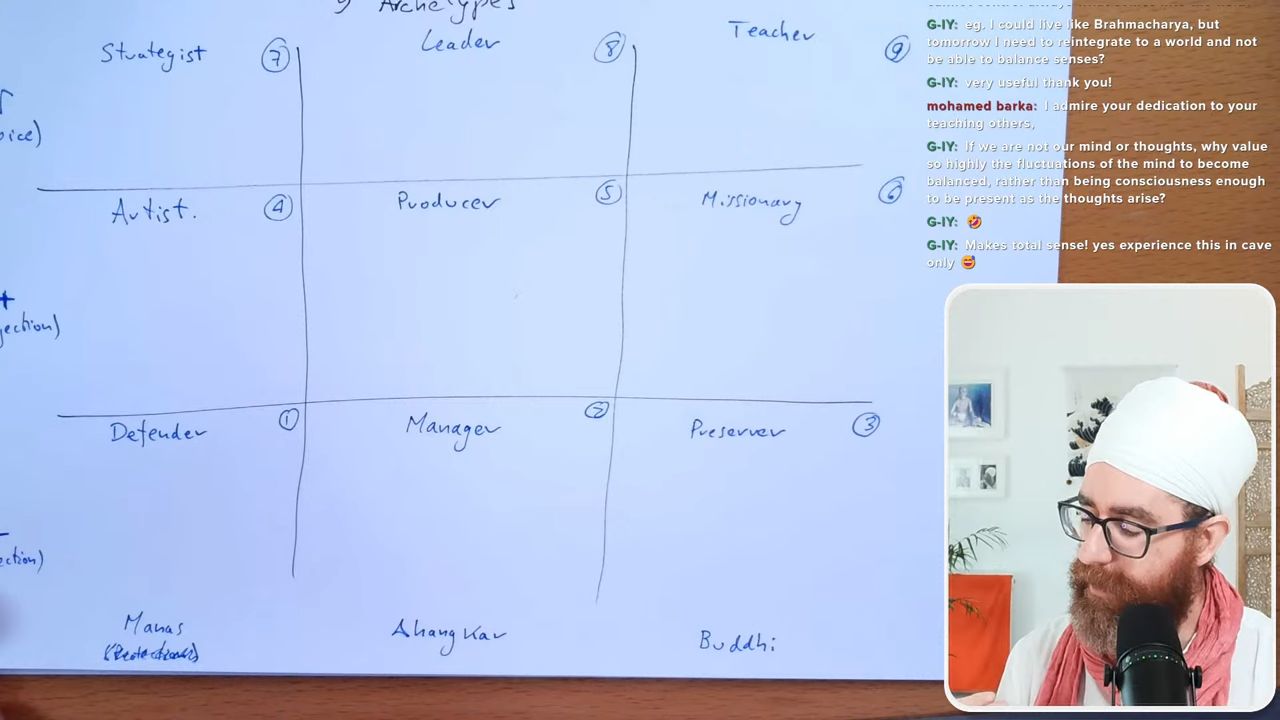 9 Archetypes
Strategist 7
Leader 8
Teacher 9
oice)
Artist. 4
Producer 5
Missionary 6
+
jection)
Defender 1
Manager 2
Preserver 3
-
ection)
Manas
Ahangkar
Buddhi
G-IY: eg. I could live like Brahmacharya, but
tomorrow I need to reintegrate to a world and not
be able to balance senses?
G-IY: very useful thank you!
mohamed barka: I admire your dedication to your
teaching others,
G-IY: If we are not our mind or thoughts, why value
so highly the fluctuations of the mind to become
balanced, rather than being consciousness enough
to be present as the thoughts arise?
G-IY: 🤣
G-IY: Makes total sense! yes experience this in cave
only 😅